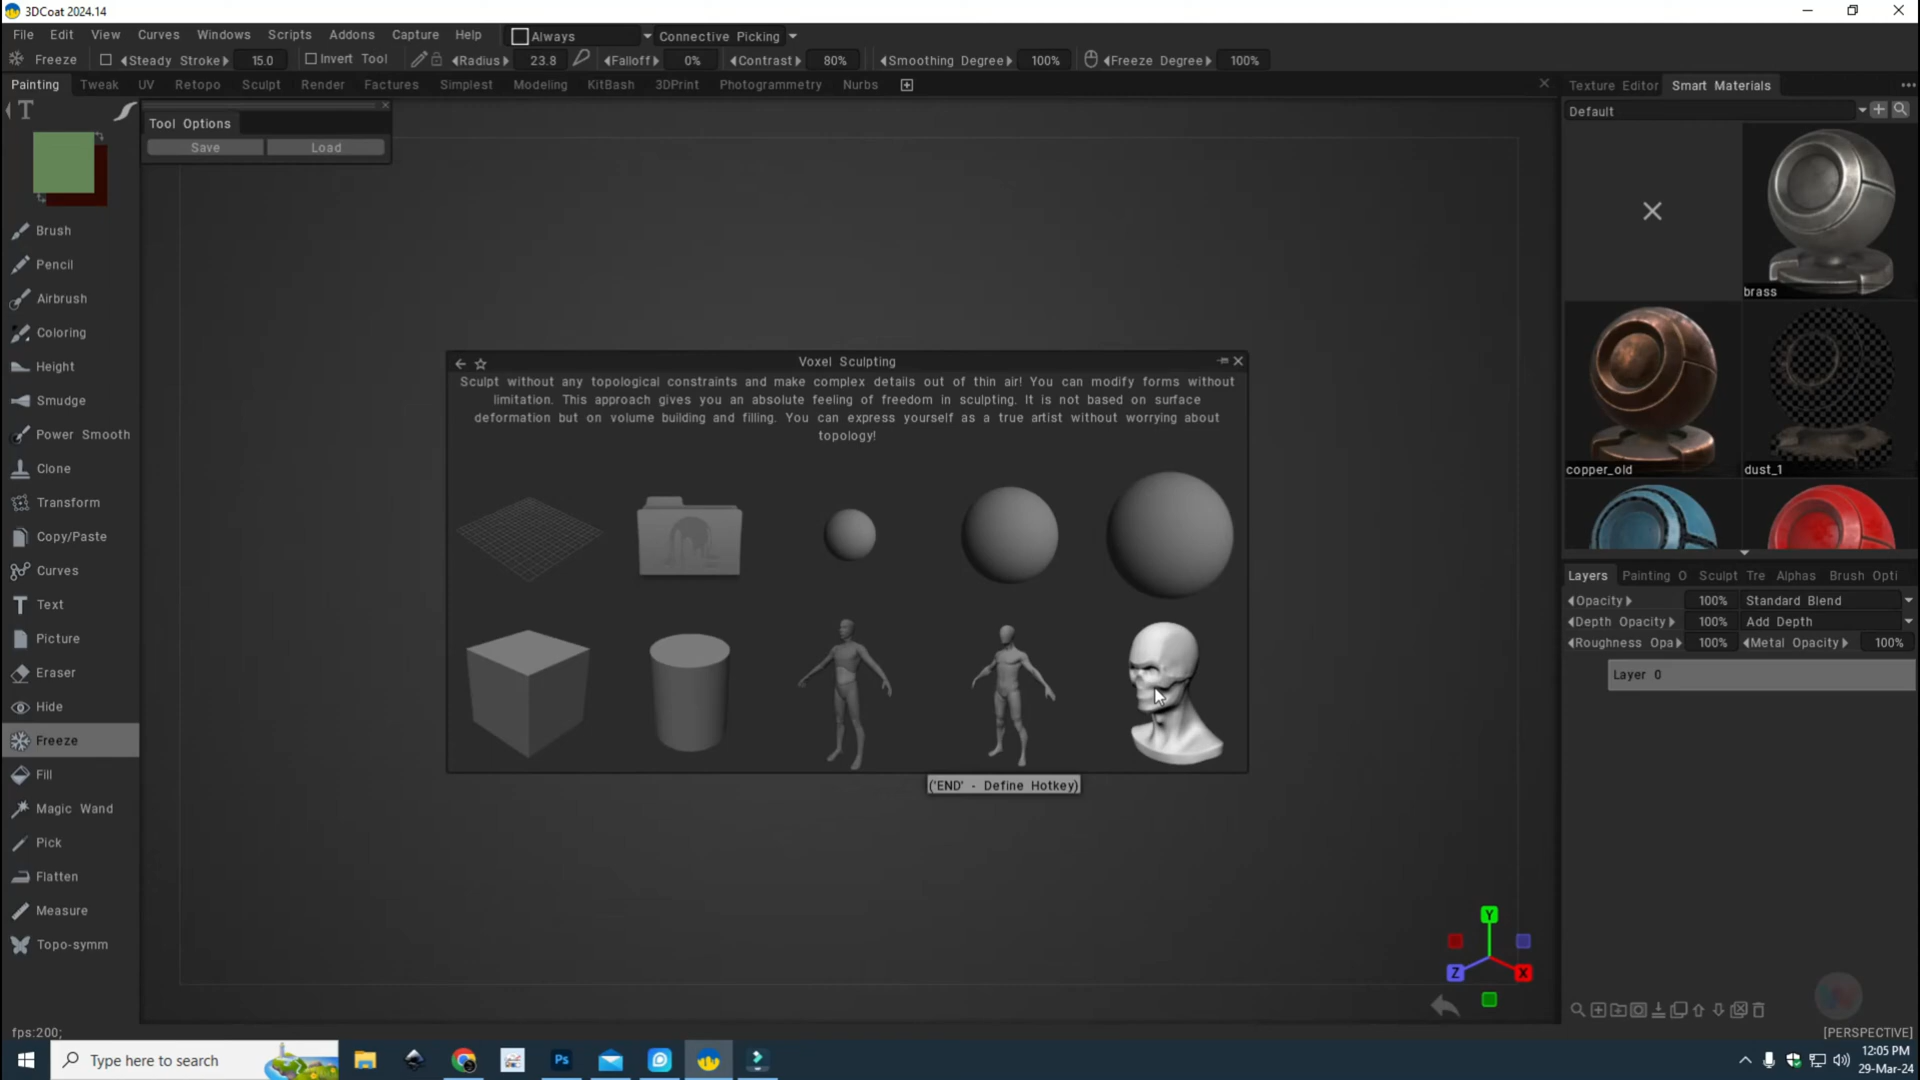 3DCoat 2024.14
File Edit View Curves Windows Scripts Addons Capture Help Always Connective Picking
Freeze Steady Stroke 15.0 Invert Tool Radius 23.8 Falloff 0% Contrast 80% Smoothing Degree 100% Freeze Degree 100%
Painting Tweak UV Retopo Sculpt Render Factures Simplest Modeling KitBash 3DPrint Photogrammetry Nurbs
Texture Editor Smart Materials
Default
T
Tool Options
Save Load
Brush
Pencil
Airbrush
Coloring
Height
Smudge
Power Smooth
Clone
Transform
Copy/Paste
Curves
Text
Picture
Eraser
Hide
Freeze
Fill
Magic Wand
Pick
Flatten
Measure
Topo-symm
fps:200;
Voxel Sculpting
Sculpt without any topological constraints and make complex details out of thin air! You can modify forms without
limitation. This approach gives you an absolute feeling of freedom in sculpting. It is not based on surface
deformation but on volume building and filling. You can express yourself as a true artist without worrying about
topology!
('END' - Define Hotkey)
brass
copper_old dust_1
Layers Painting O Sculpt Tre Alphas Brush Opti
Opacity 100% Standard Blend
Depth Opacity 100% Add Depth
Roughness Opa 100% Metal Opacity 100%
Layer 0
Y
Z X
[PERSPECTIVE]
Type here to search
Ps
12:05 PM
29-Mar-24